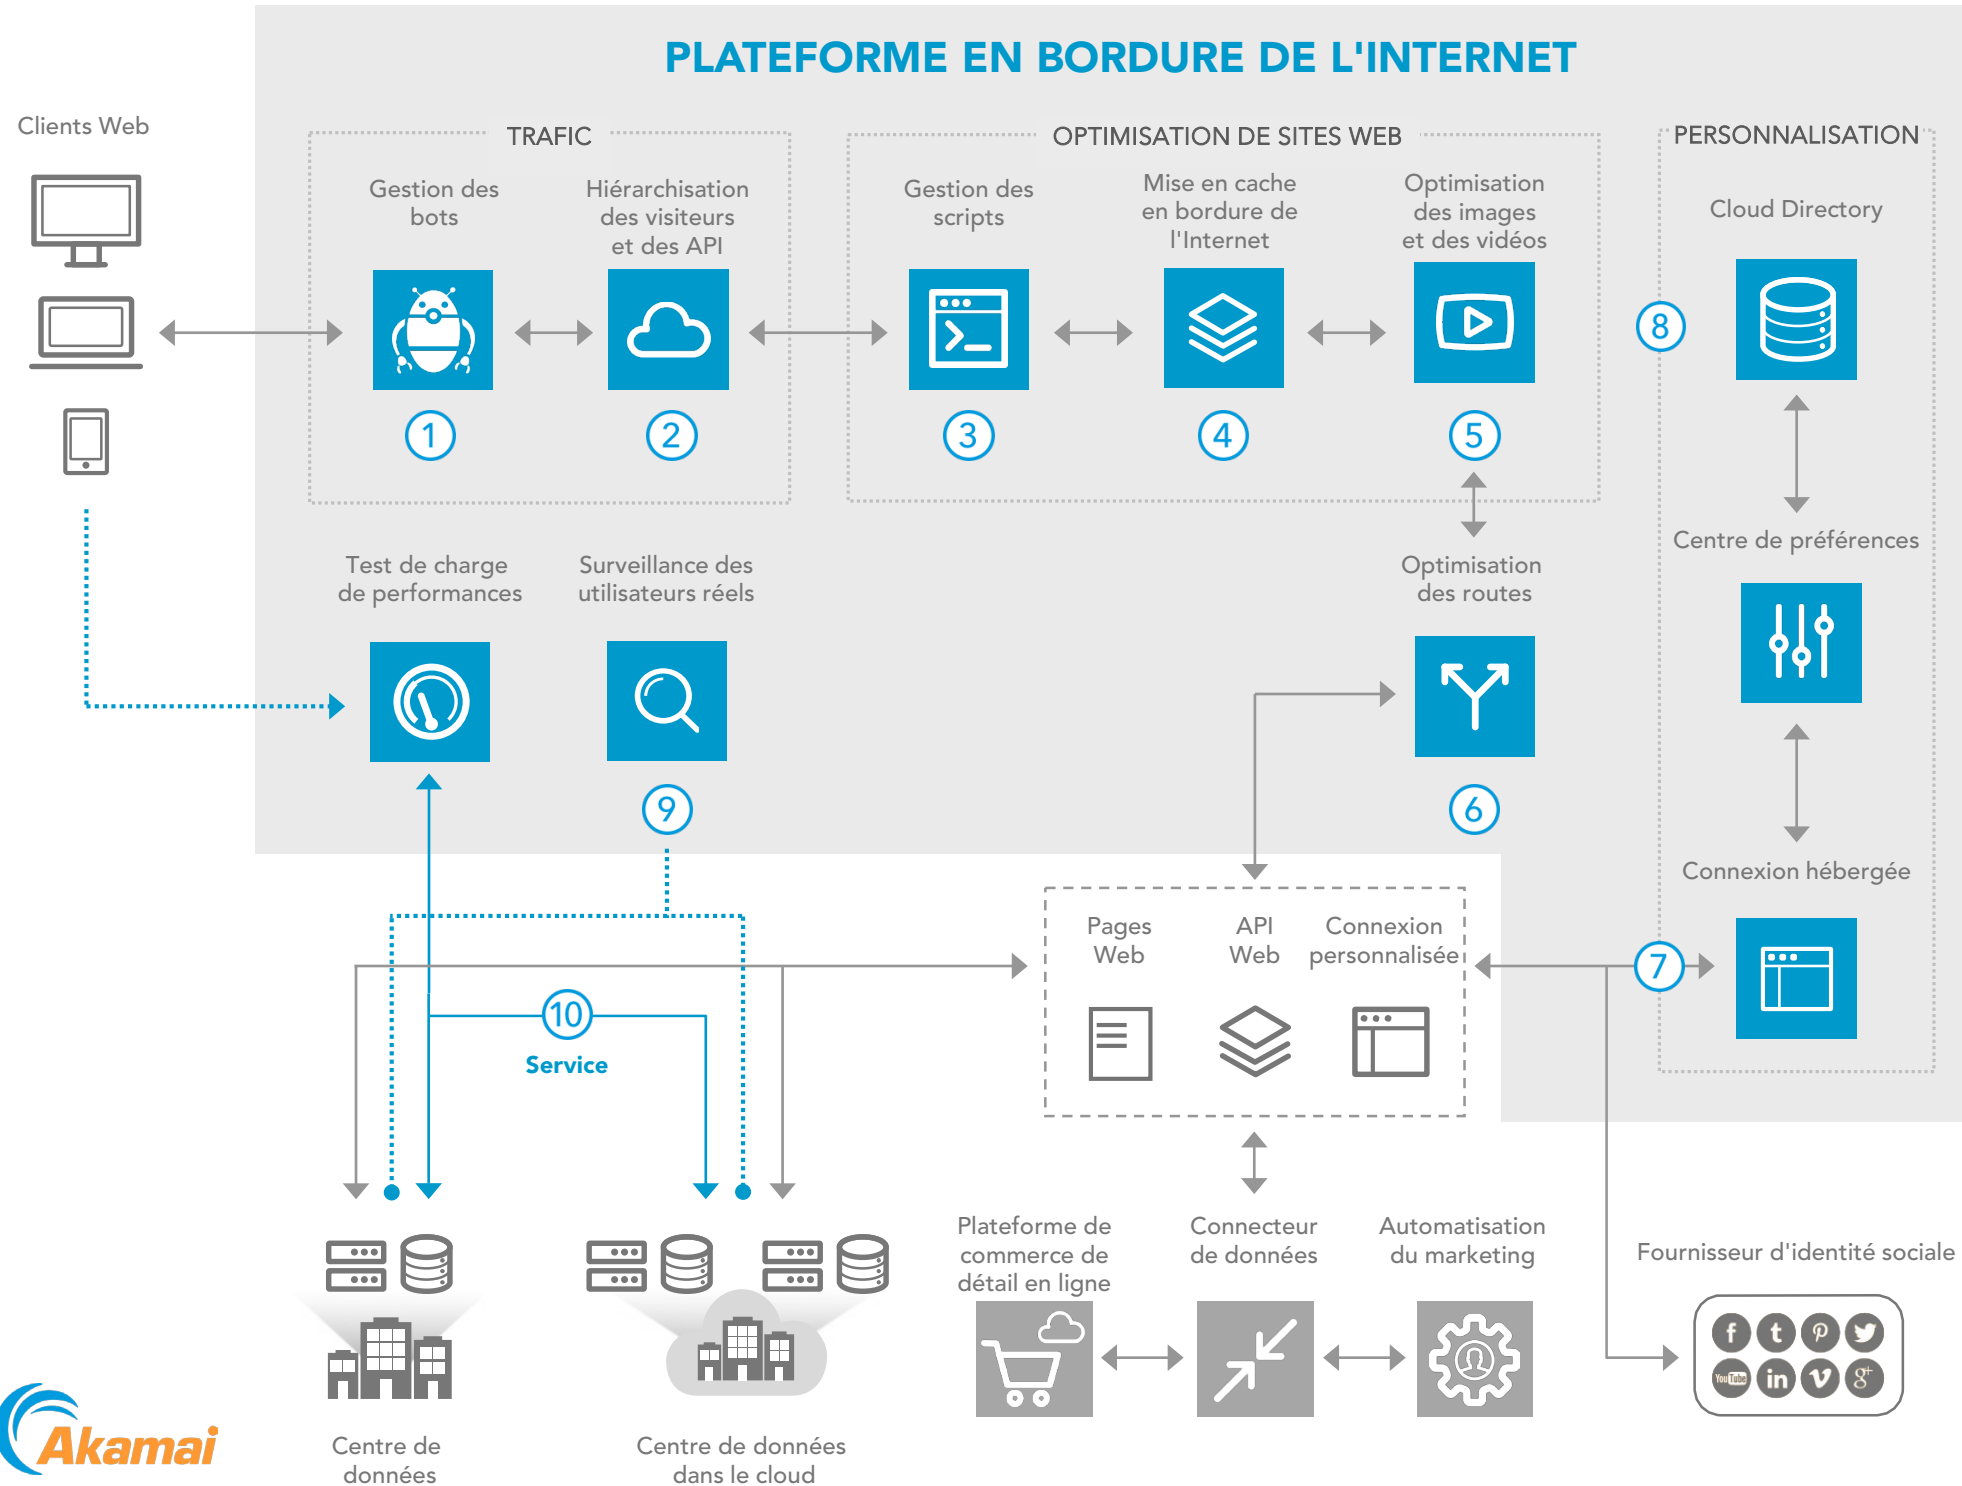 PLATEFORME EN BORDURE DE L'INTERNET
Clients Web
TRAFIC
OPTIMISATION DE SITES WEB
PERSONNALISATION
Gestion des
bots
Hiérarchisation
des visiteurs
et des API
Gestion des
scripts
Mise en cache
en bordure de
l'Internet
Optimisation
des images
et des vidéos
Cloud Directory
1
2
3
4
5
8
Test de charge
de performances
Surveillance des
utilisateurs réels
Optimisation
des routes
Centre de préférences
9
6
Connexion hébergée
Pages
Web
API
Web
Connexion
personnalisée
7
10
Service
Plateforme de
commerce de
détail en ligne
Connecteur
de données
Automatisation
du marketing
Fournisseur d'identité sociale
f
t
P
You Tube
in
v
g+
Akamai
Centre de
données
Centre de données
dans le cloud